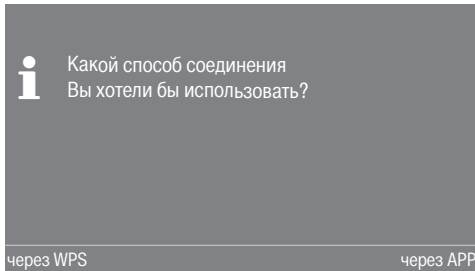 Какой способ соединения
Вы хотели бы использовать?
через WPS через APP